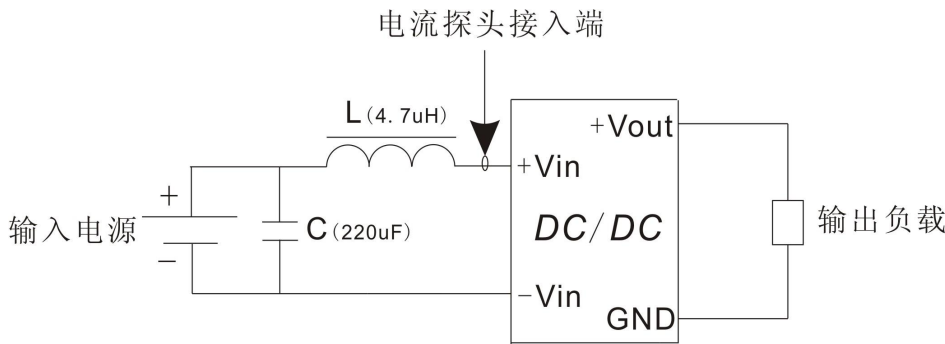 电流探头接入端
L(4.7uH)
+Vout
+Vin
+
输入电源
C(220uF)
DC/DC
输出负载
-
-Vin
GND